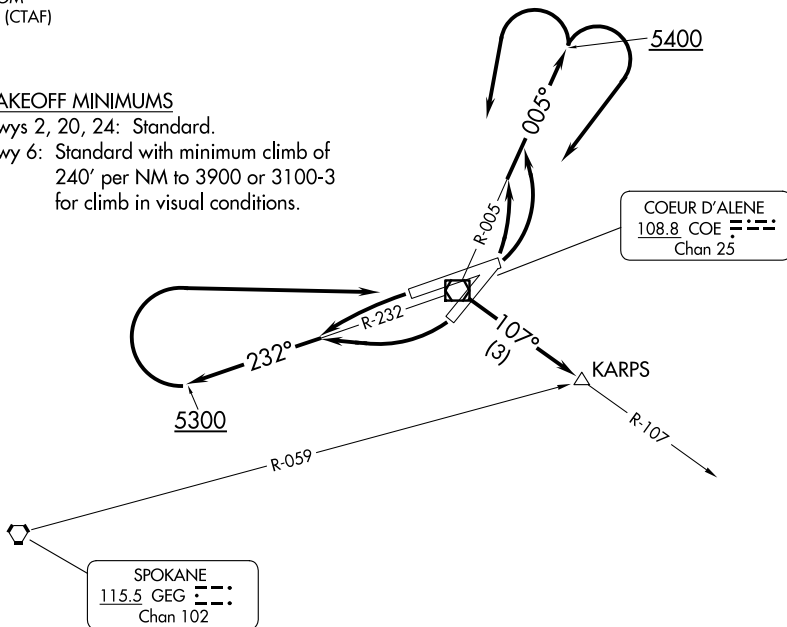 (CTAF)
AKEOFF MINIMUMS
wys 2, 20, 24: Standard.
wy 6: Standard with minimum climb of
240' per NM to 3900 or 3100-3
for climb in visual conditions.
5400
005°
R-005
COEUR D'ALENE
108.8 COE
Chan 25
R-232
232°
5300
107°
(3)
KARPS
R-107
R-059
SPOKANE
115.5 GEG
Chan 102